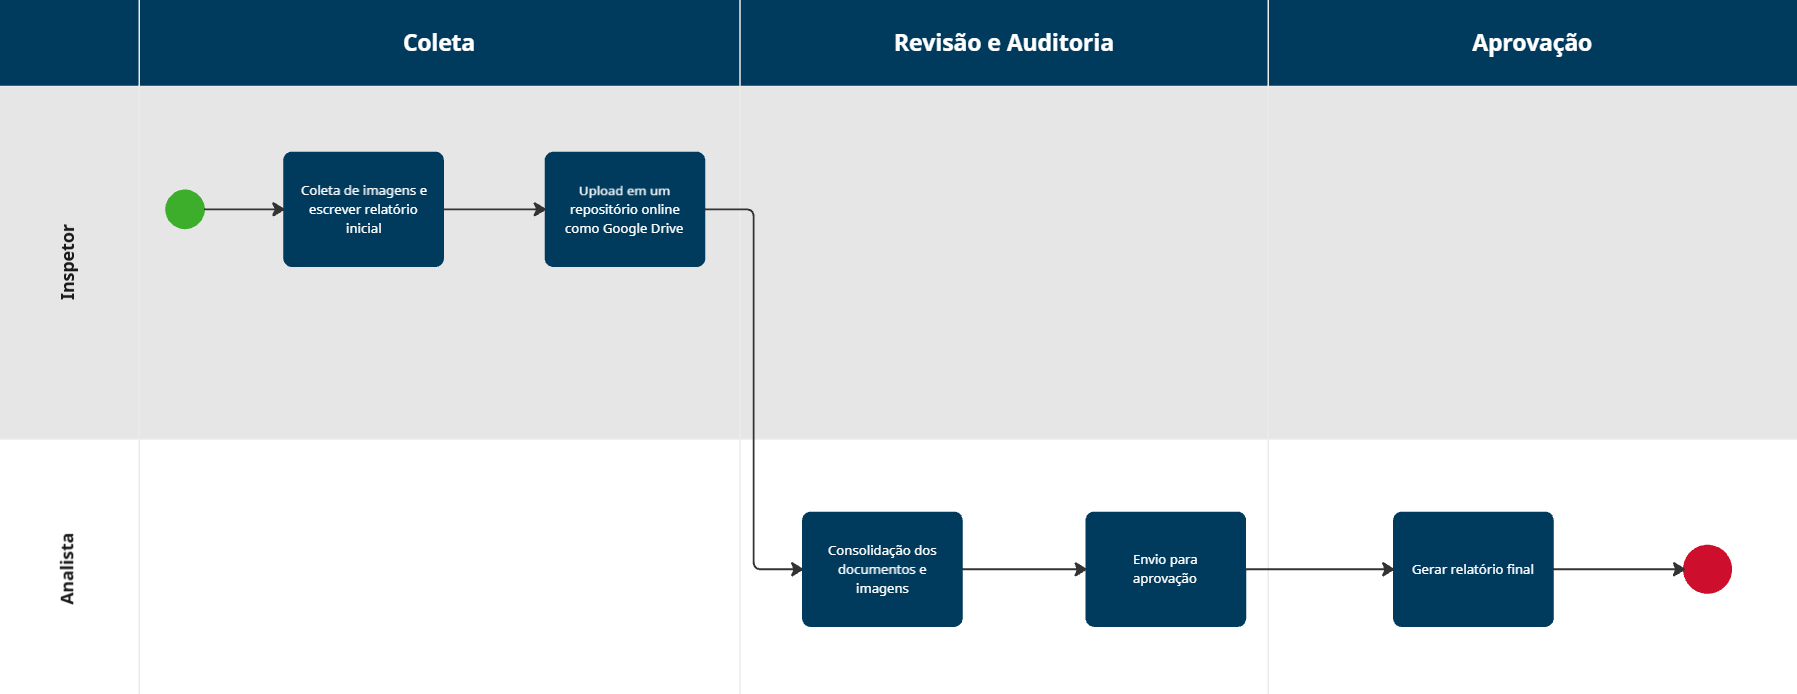 Coleta
Revisão e Auditoria
Aprovação
Inspetor
Coleta de imagens e
escrever relatório
inicial
Upload em um
repositório online
como Google Drive
Analista
Consolidação dos
documentos e
imagens
Envio para
aprovação
Gerar relatório final